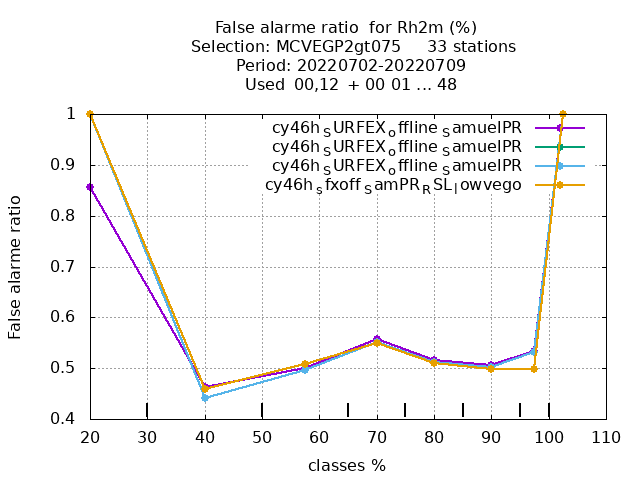 False alarme ratio  for Rh2m (%)
Selection: MCVEGP2gt075     33 stations
Period: 20220702-20220709
Used  00,12  + 00 01 ... 48
cy46h_SURFEX_offline_SamuelPR
cy46h_SURFEX_offline_SamuelPR
cy46h_SURFEX_offline_SamuelPR
cy46h_sfxoff_SamPR_RSL_lowvego
1
0.9
0.8
0.7
0.6
0.5
0.4
False alarme ratio
20 30 40 50 60 70 80 90 100 110
classes %